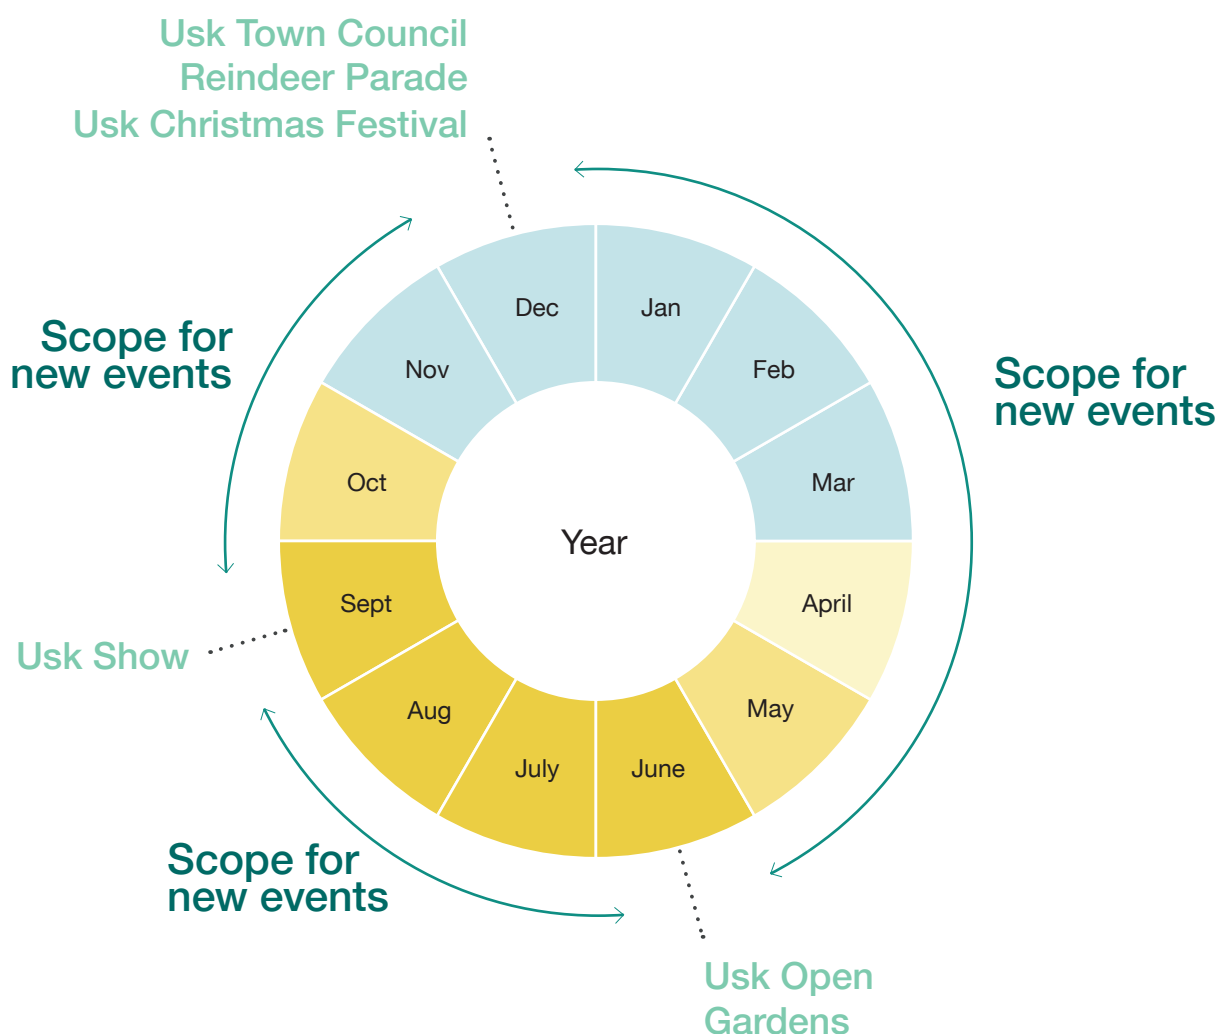 Usk Town Council
Reindeer Parade
Usk Christmas Festival
Scope for
new events
Scope for
new events
Dec
Jan
Nov
Feb
Oct
Mar
Year
Sept
April
Aug
May
July
June
Usk Show
Scope for
new events
Usk Open
Gardens